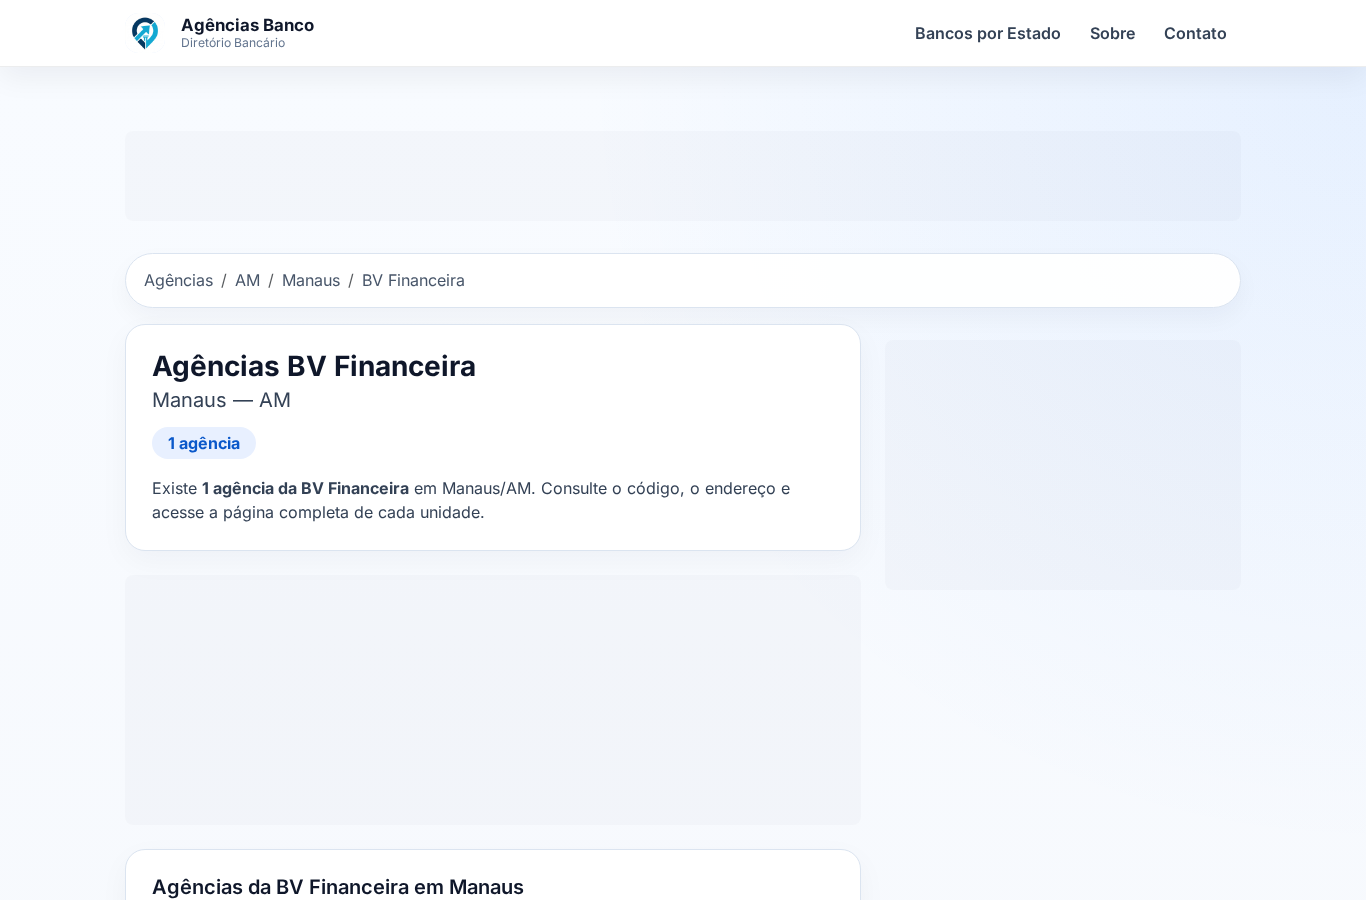 Agências Banco
Diretório Bancário
Bancos por Estado Sobre Contato
Agências / AM / Manaus / BV Financeira
Agências BV Financeira
Manaus — AM
1 agência
Existe 1 agência da BV Financeira em Manaus/AM. Consulte o código, o endereço e
acesse a página completa de cada unidade.
Agências da BV Financeira em Manaus